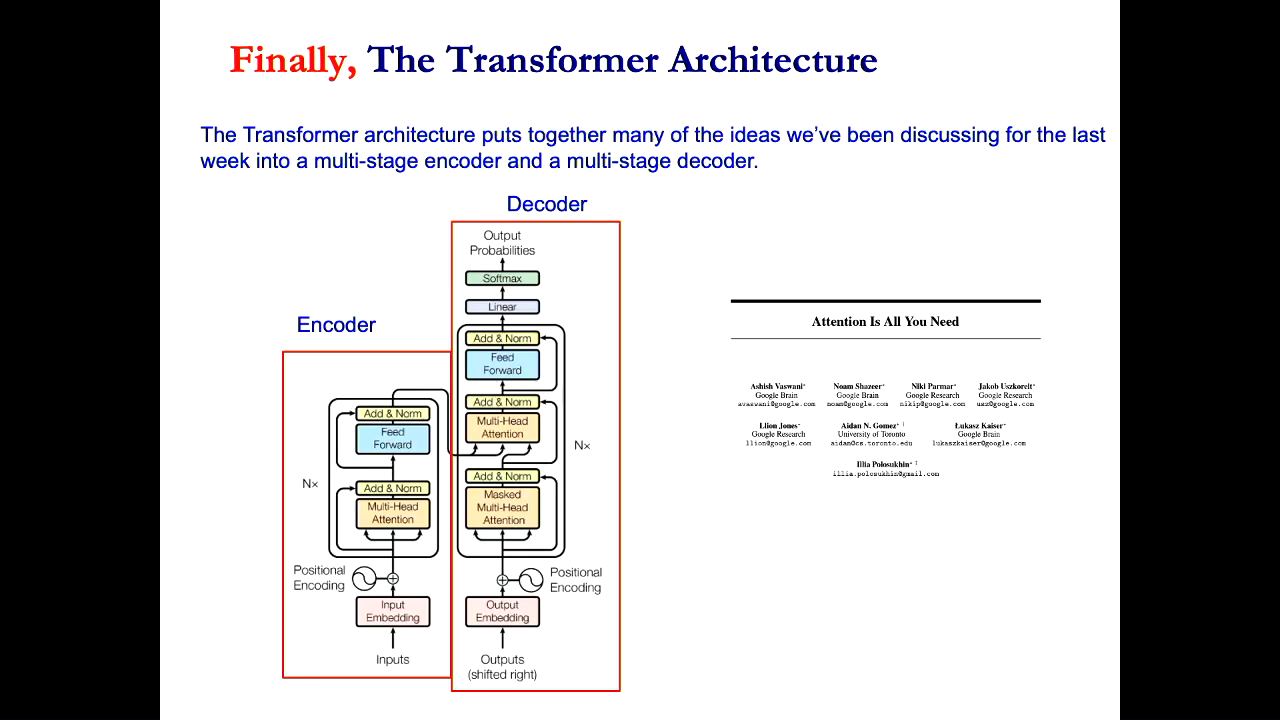 Finally, The Transformer Architecture
The Transformer architecture puts together many of the ideas we've been discussing for the last
week into a multi-stage encoder and a multi-stage decoder.
Decoder
Output
Probabilities
Softmax
Linear
Add & Norm
Feed
Forward
Add & Norm
Multi-Head
Attention
Nx
Add & Norm
Masked
Multi-Head
Attention
Positional
Encoding
Output
Embedding
Outputs
(shifted right)
Encoder
Add & Norm
Feed
Forward
Nx
Add & Norm
Multi-Head
Attention
Positional
Encoding
Input
Embedding
Inputs
Attention Is All You Need
Ashish Vaswani* Noam Shazeer* Niki Parmar* Jakob Uszkoreit*
Google Brain Google Brain Google Research Google Research
avaswani@google.com noam@google.com nikip@google.com usz@google.com
Llion Jones* Aidan N. Gomez* † Łukasz Kaiser*
Google Research University of Toronto Google Brain
llion@google.com aidan@cs.toronto.edu lukaszkaiser@google.com
Illia Polosukhin* ‡
illia.polosukhin@gmail.com